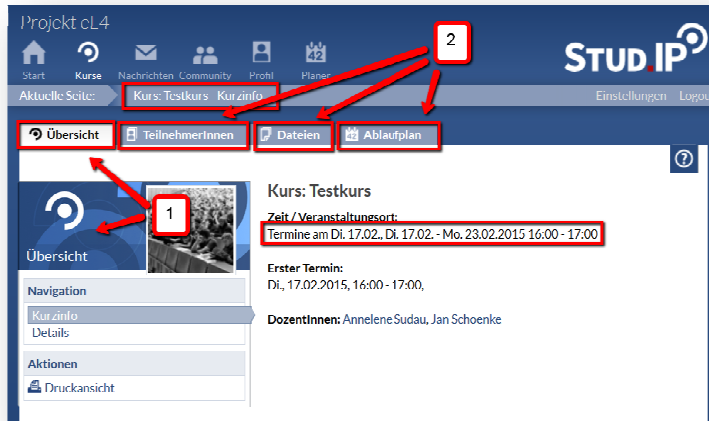 Projekt cL4
2
42
STUD.IP
Start Kurse Nachrichten Community Profil Planer
Aktuelle Seite: Kurs: Testkurs Kurzinfo Einstellungen Logou
Übersicht TeilnehmerInnen Dateien 42 Ablaufplan
?
1
Übersicht
Kurs: Testkurs
Zeit / Veranstaltungsort:
Termine am Di. 17.02., Di. 17.02. - Mo. 23.02.2015 16:00 - 17:00
Erster Termin:
Di., 17.02.2015, 16:00 - 17:00,
DozentInnen: Annelene Sudau, Jan Schoenke
Navigation
Kurzinfo
Details
Aktionen
Druckansicht